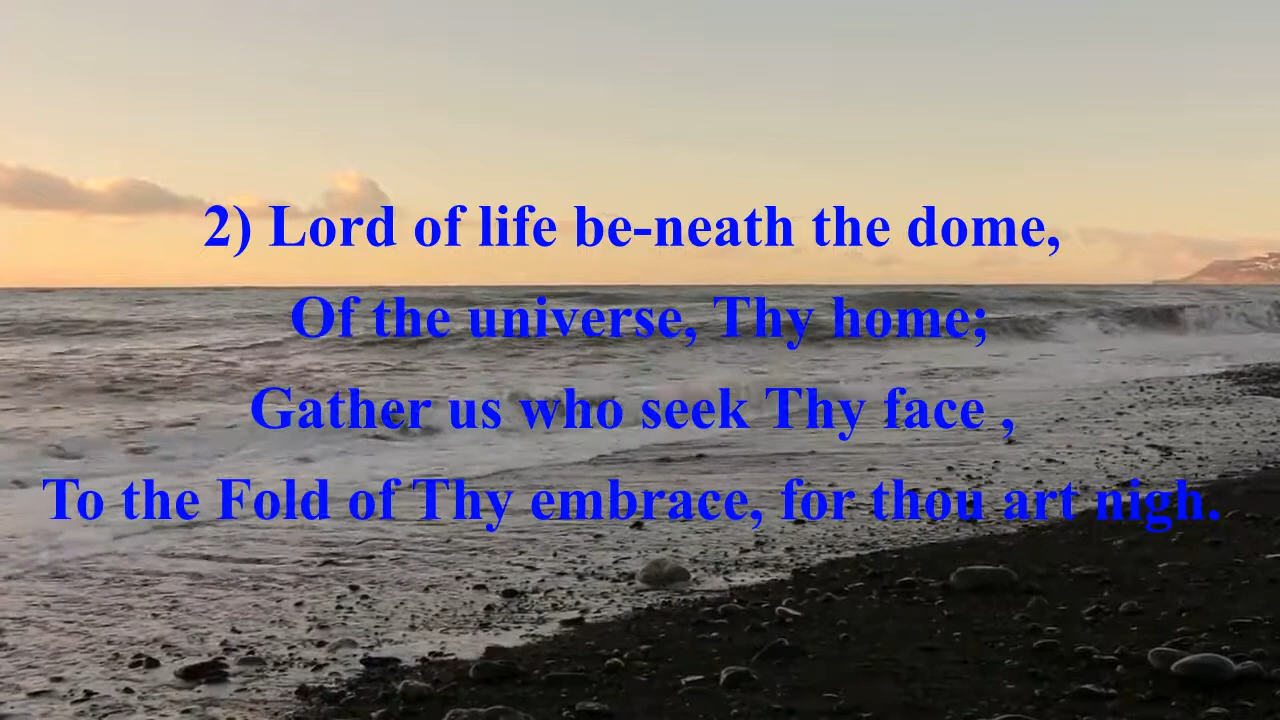 2) Lord of life be-neath the dome,
Of the universe, Thy home;
Gather us who seek Thy face ,
To the Fold of Thy embrace, for thou art nigh.